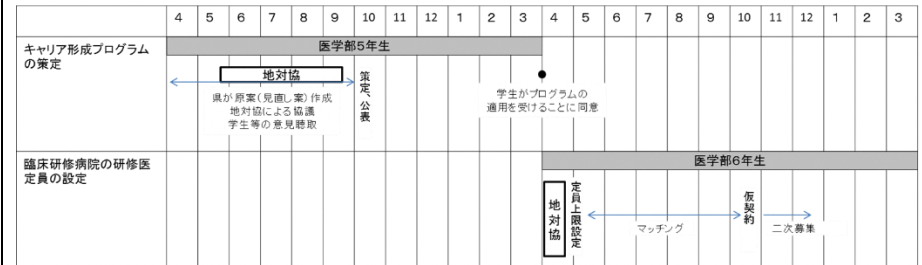 4 5 6 7 8 9 10 11 12 1 2 3 4 5 6 7 8 9 10 11 12 1 2 3
キャリア形成プログラム
の策定
医学部5年生
地対協
県が原案(見直し案)作成
地対協による協議
学生等の意見聴取
策定、公表
学生がプログラムの
適用を受けることに同意
臨床研修病院の研修医
定員の設定
医学部6年生
地対協
定員上限設定
マッチング
仮契約
二次募集